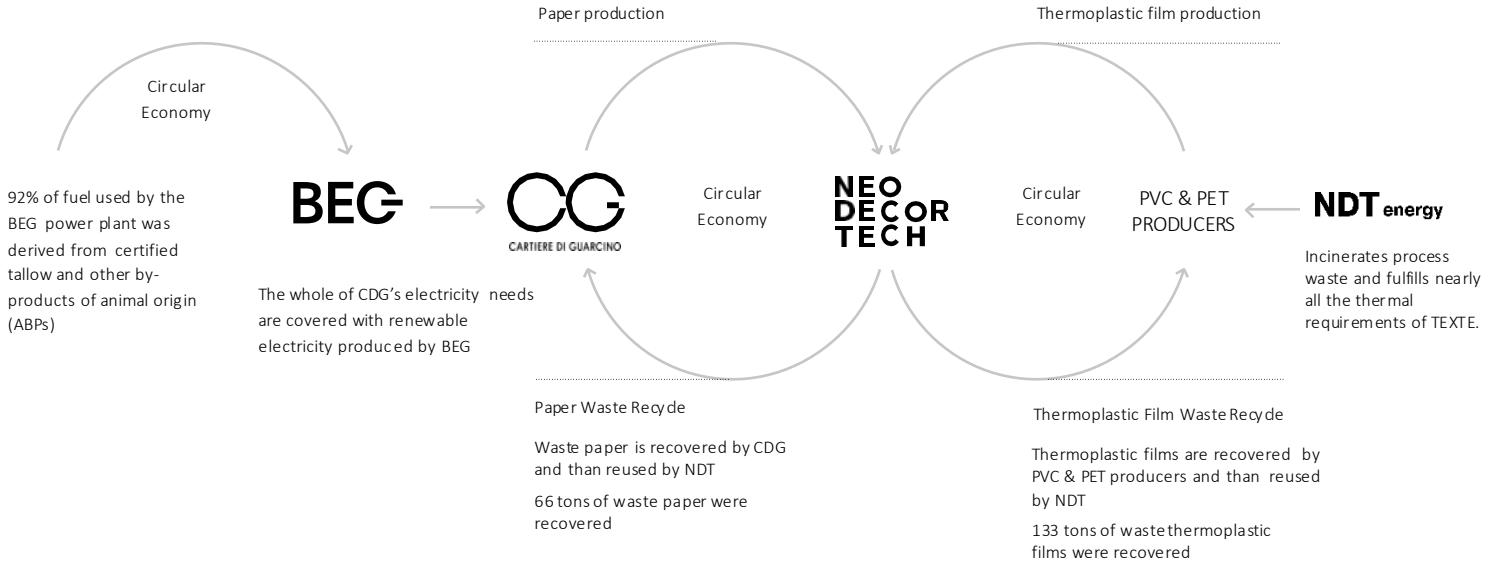 Paper production
Thermoplastic film production
Circular
Economy
92% of fuel used by the
BEG power plant was
derived from certified
tallow and other by-
products of animal origin
(ABPs)
BEG
The whole of CDG's electricity needs
are covered with renewable
electricity produced by BEG
CG
CARTIERE DI GUARCINO
Circular
Economy
NEO
DECOR
TECH
Circular
Economy
PVC & PET
PRODUCERS
NDT energy
Incinerates process
waste and fulfills nearly
all the thermal
requirements of TEXTE.
Paper Waste Recycle
Waste paper is recovered by CDG
and than reused by NDT
66 tons of waste paper were
recovered
Thermoplastic Film Waste Recycle
Thermoplastic films are recovered by
PVC & PET producers and than reused
by NDT
133 tons of waste thermoplastic
films were recovered